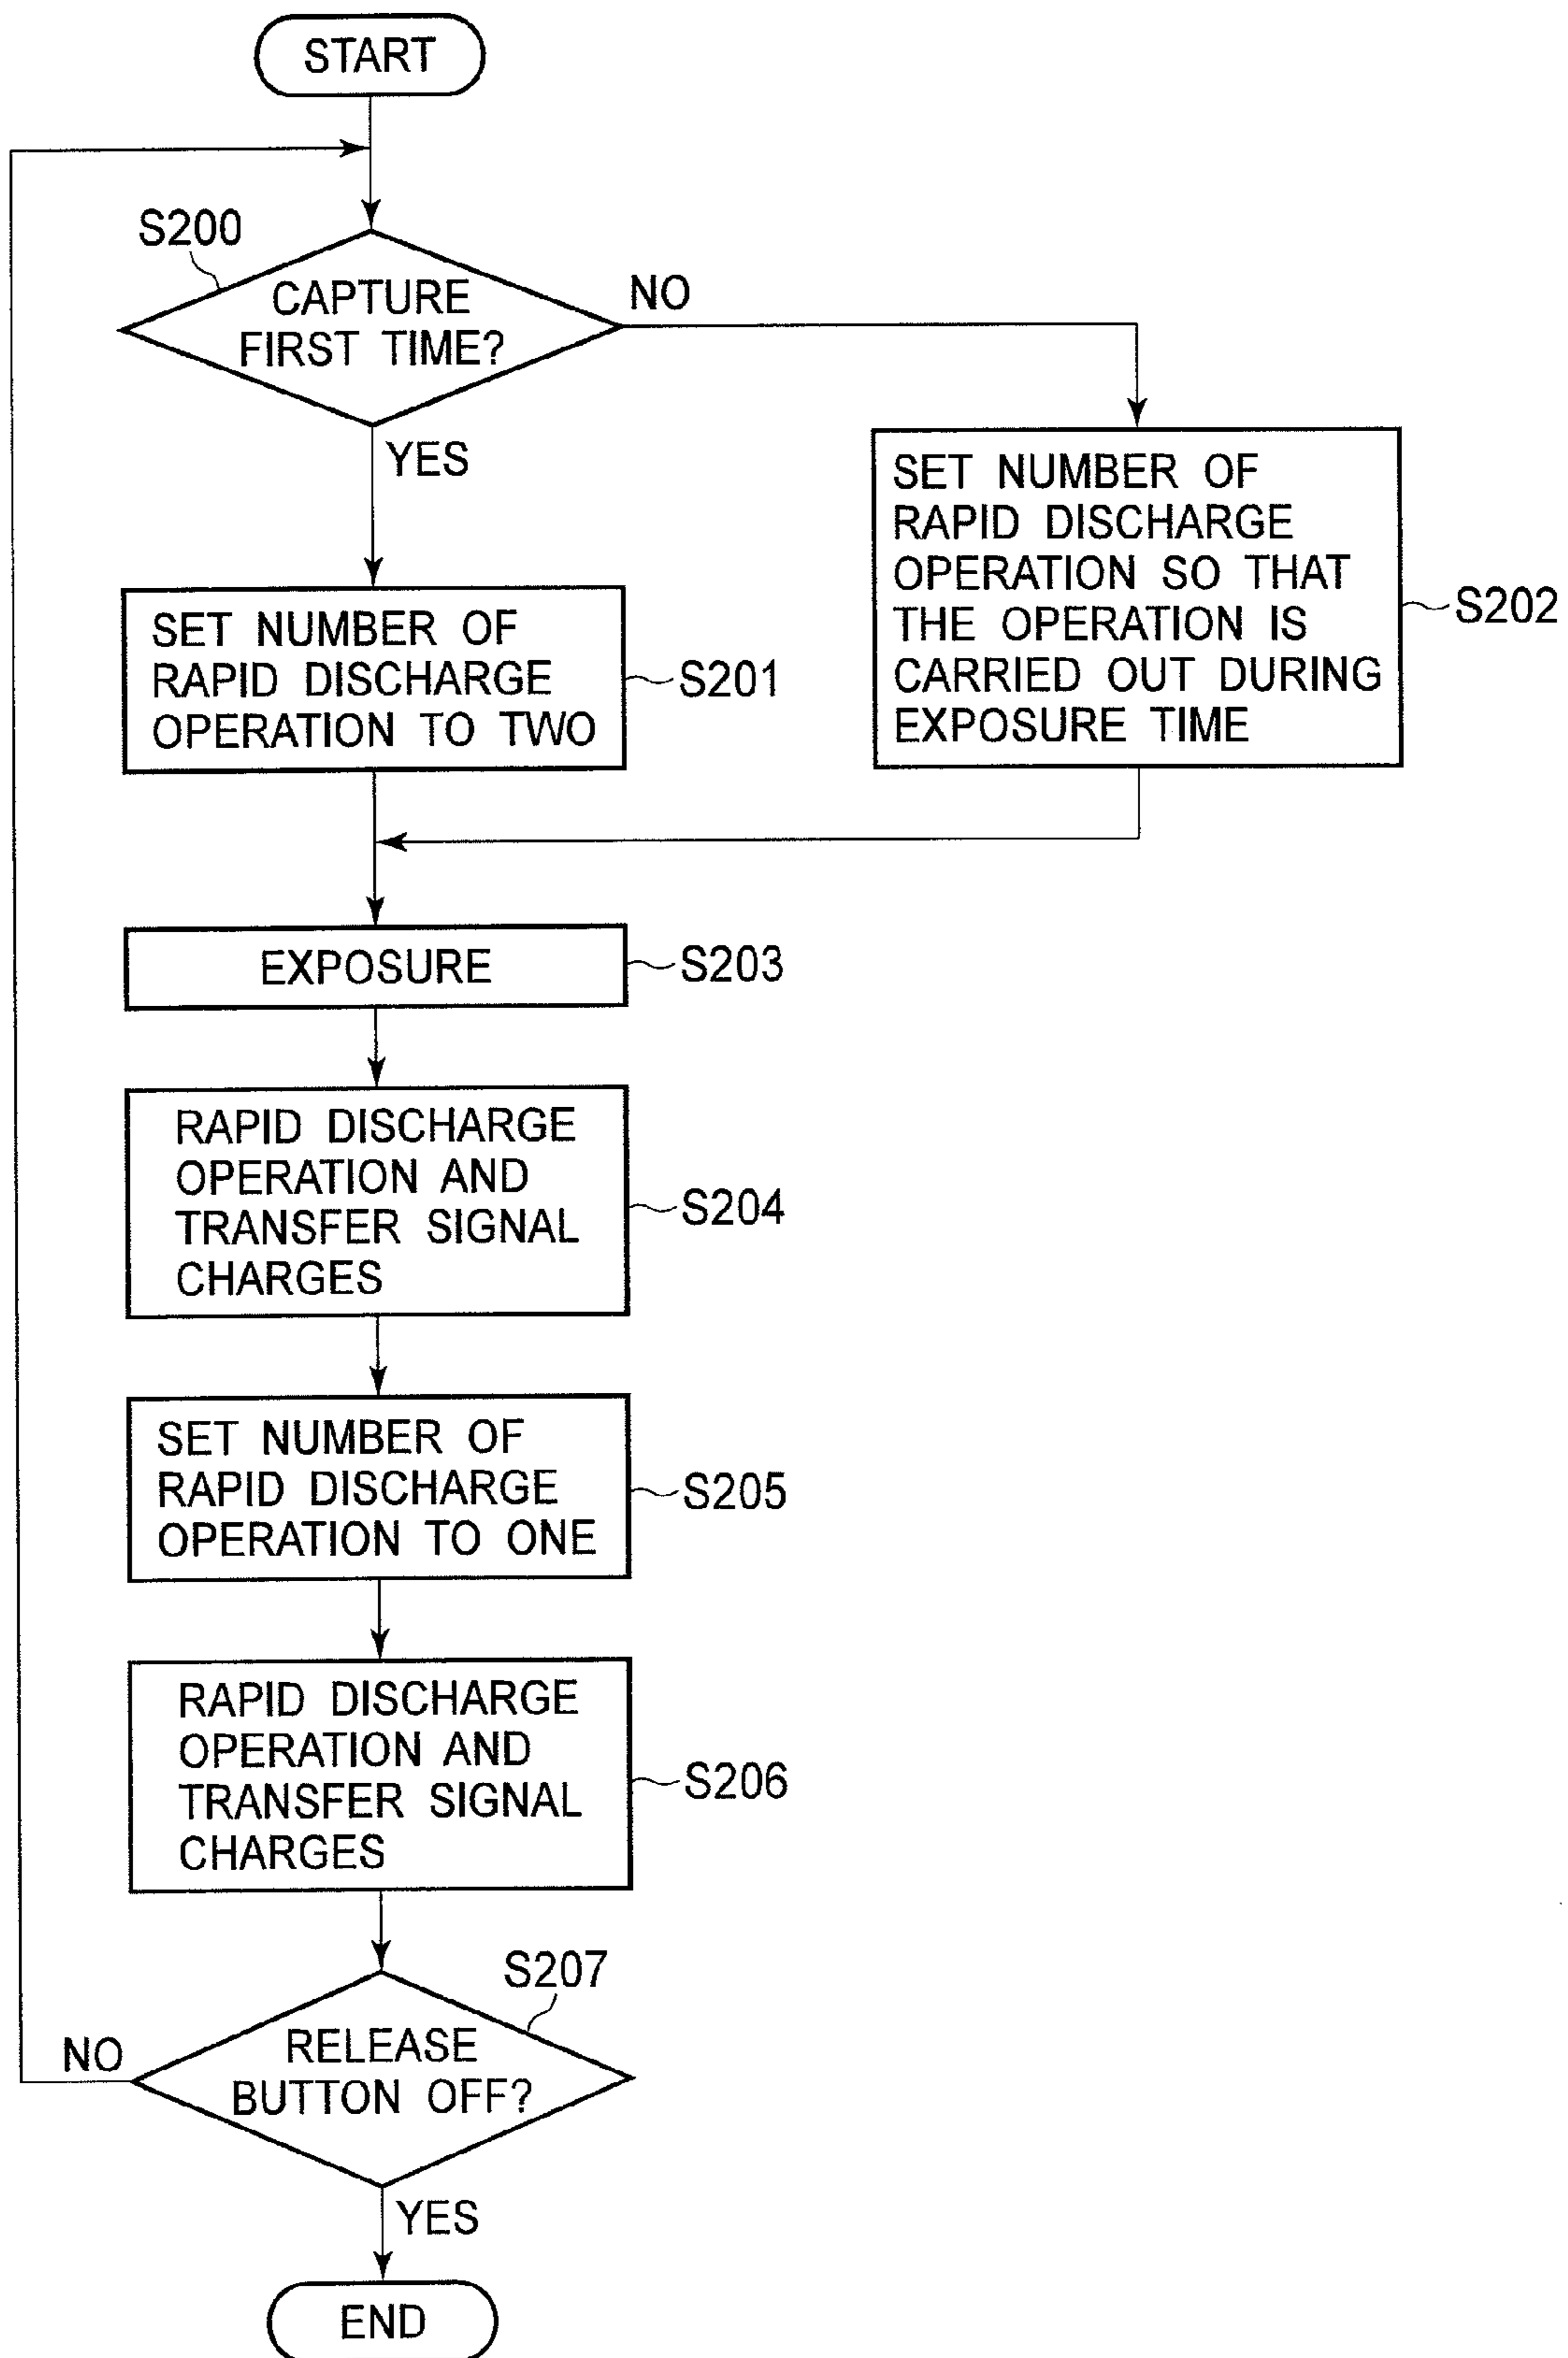 START
S200
CAPTURE
FIRST TIME?
NO
YES
SET NUMBER OF
RAPID DISCHARGE
OPERATION TO TWO
S201
SET NUMBER OF
RAPID DISCHARGE
OPERATION SO THAT
THE OPERATION IS
CARRIED OUT DURING
EXPOSURE TIME
S202
EXPOSURE
S203
RAPID DISCHARGE
OPERATION AND
TRANSFER SIGNAL
CHARGES
S204
SET NUMBER OF
RAPID DISCHARGE
OPERATION TO ONE
S205
RAPID DISCHARGE
OPERATION AND
TRANSFER SIGNAL
CHARGES
S206
S207
RELEASE
BUTTON OFF?
NO
YES
END